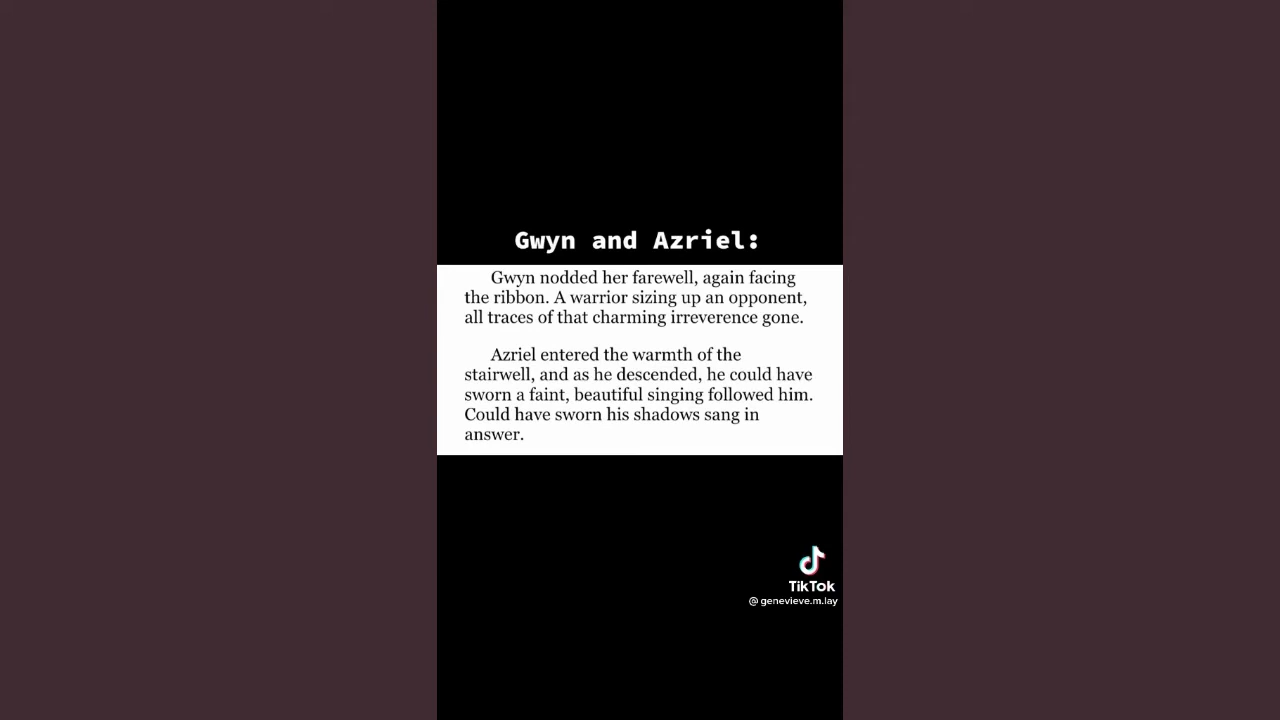 Gwyn and Azriel:
Gwyn nodded her farewell, again facing
the ribbon. A warrior sizing up an opponent,
all traces of that charming irreverence gone.
Azriel entered the warmth of the
stairwell, and as he descended, he could have
sworn a faint, beautiful singing followed him.
Could have sworn his shadows sang in
answer.
TikTok
@ genevieve.m.lay